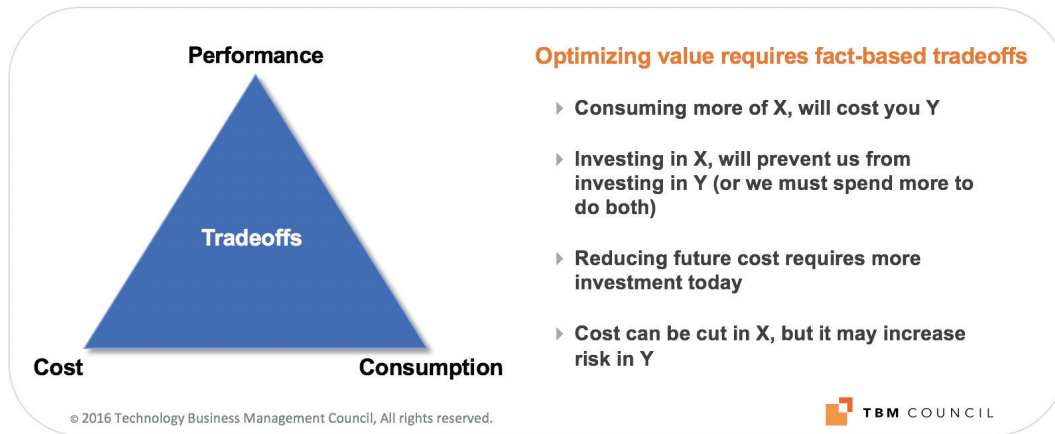 Performance
Tradeoffs
Cost
Consumption
Optimizing value requires fact-based tradeoffs
Consuming more of X, will cost you Y
Investing in X, will prevent us from
investing in Y (or we must spend more to
do both)
Reducing future cost requires more
investment today
Cost can be cut in X, but it may increase
risk in Y
© 2016 Technology Business Management Council, All rights reserved.
TBM COUNCIL